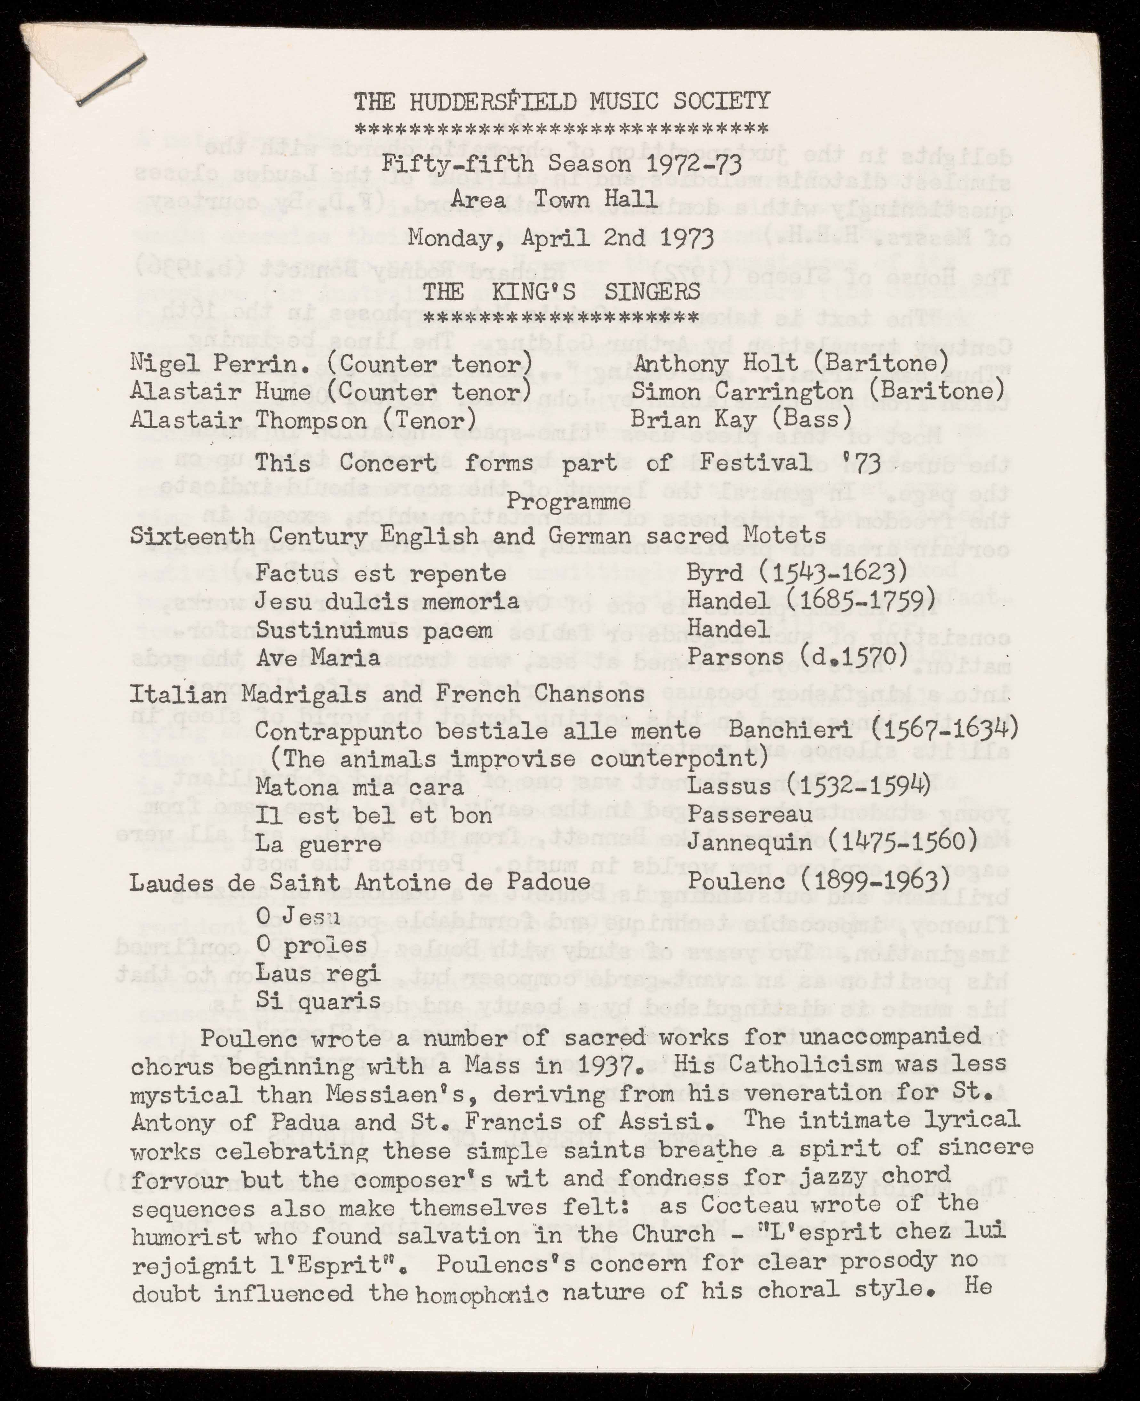 THE HUDDERSFIELD MUSIC SOCIETY
******************************
Fifty-fifth Season 1972-73
Area Town Hall
Monday, April 2nd 1973
THE KING'S SINGERS
********************
Nigel Perrin. (Counter tenor) Anthony Holt (Baritone)
Alastair Hume (Counter tenor) Simon Carrington (Baritone)
Alastair Thompson (Tenor) Brian Kay (Bass)
This Concert forms part of Festival '73
Programme
Sixteenth Century English and German sacred Motets
Factus est repente Byrd (1543-1623)
Jesu dulcis memoria Handel (1685-1759)
Sustinuimus pacem Handel
Ave Maria Parsons (d.1570)
Italian Madrigals and French Chansons
Contrappunto bestiale alle mente Banchieri (1567-1634)
(The animals improvise counterpoint)
Matona mia cara Lassus (1532-1594)
Il est bel et bon Passereau
La guerre Jannequin (1475-1560)
Laudes de Saint Antoine de Padoue Poulenc (1899-1963)
O Jesu
O proles
Laus regi
Si quaris
Poulenc wrote a number of sacred works for unaccompanied
chorus beginning with a Mass in 1937. His Catholicism was less
mystical than Messiaen's, deriving from his veneration for St.
Antony of Padua and St. Francis of Assisi. The intimate lyrical
works celebrating these simple saints breathe a spirit of sincere
forvour but the composer's wit and fondness for jazzy chord
sequences also make themselves felt: as Cocteau wrote of the
humorist who found salvation in the Church - "L'esprit chez lui
rejoignit l'Esprit". Poulencs's concern for clear prosody no
doubt influenced the homophonic nature of his choral style. He